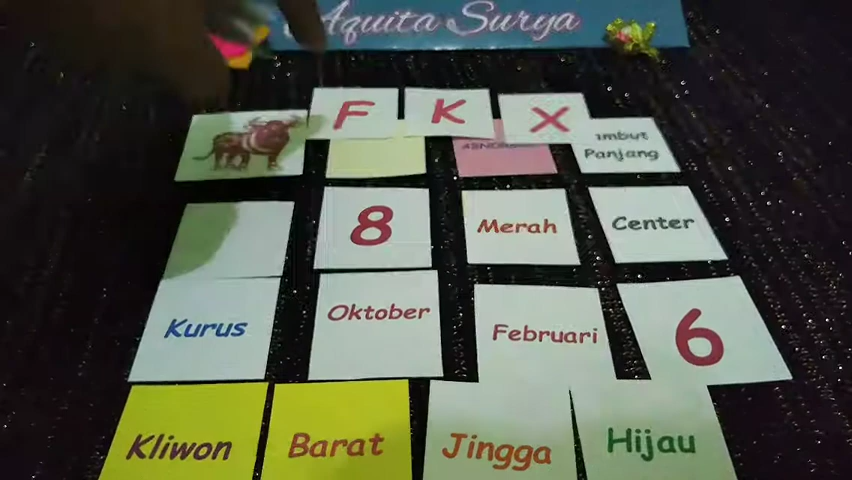 Aquita Surya
F K X
Panjang
8 Merah Center
Kurus Oktober Februari 6
Kliwon Barat Jingga Hijau